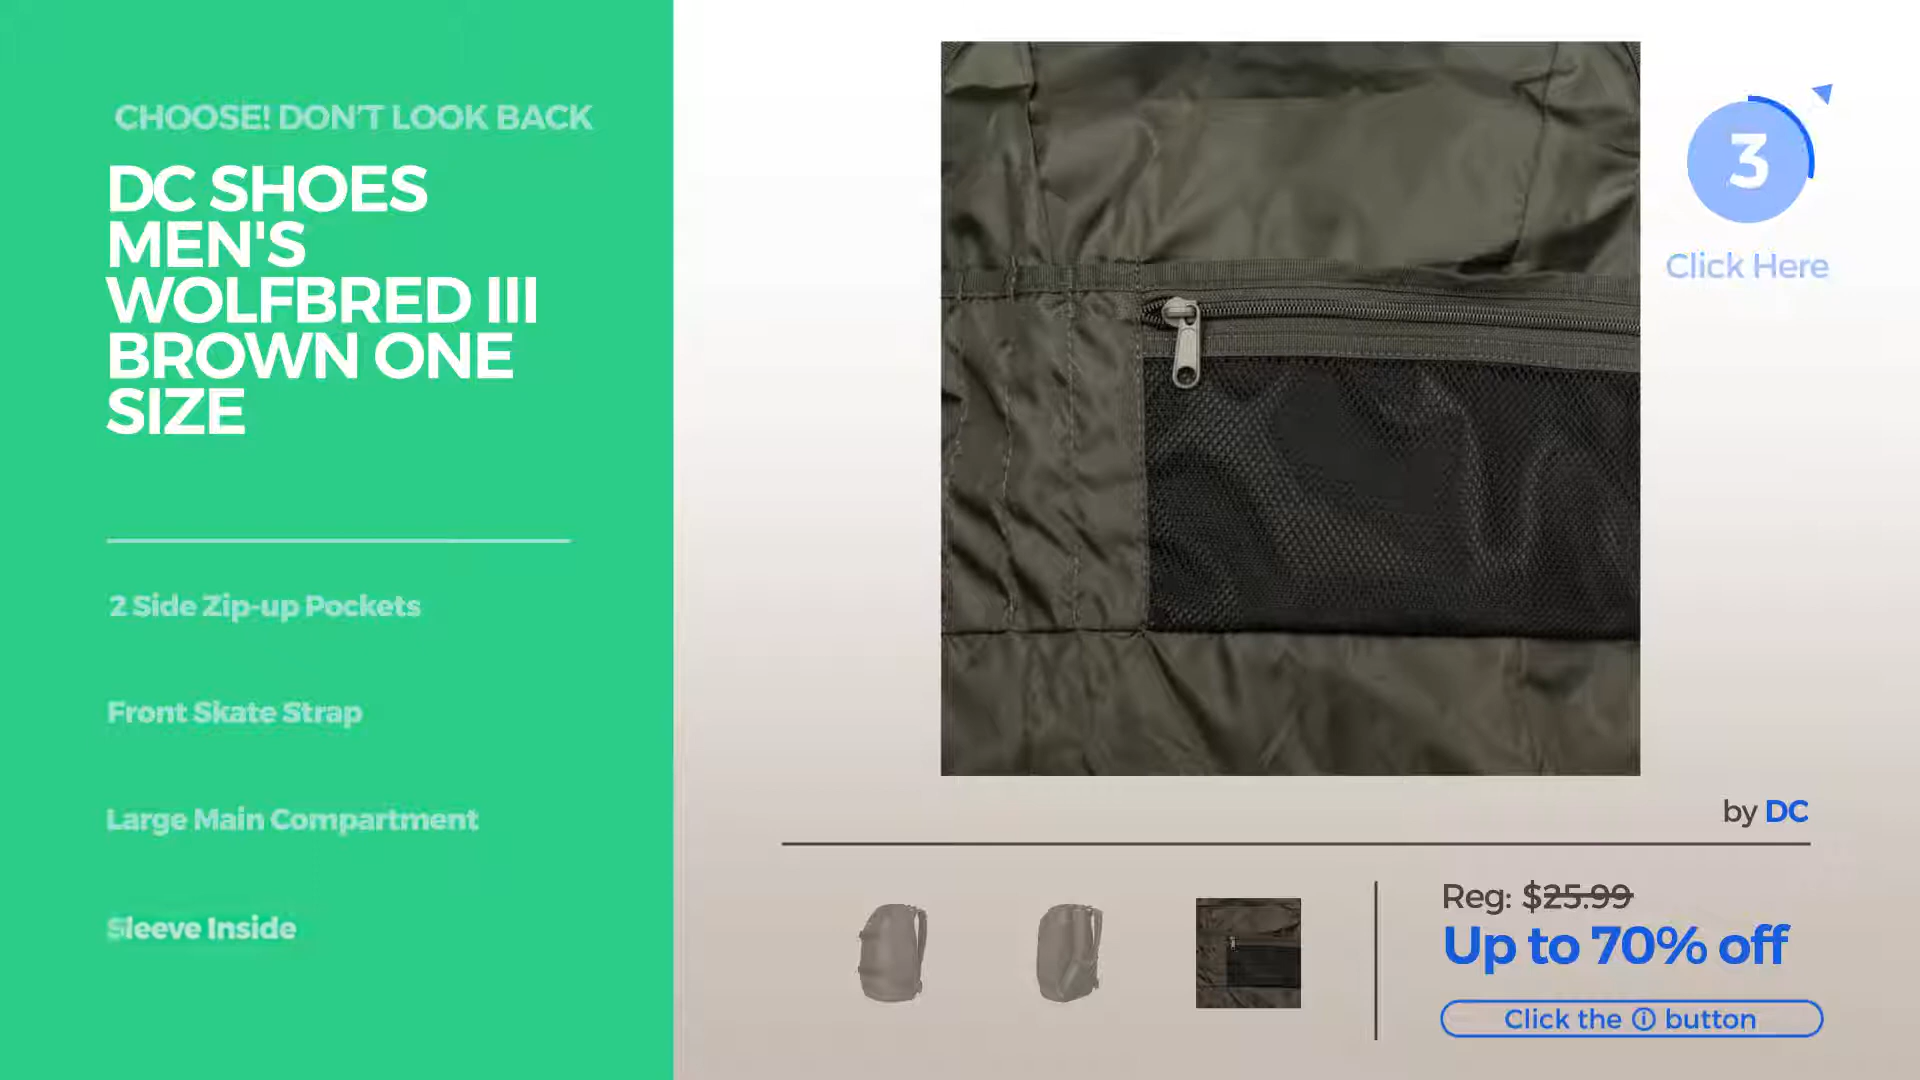 CHOOSE! DON'T LOOK BACK
DC SHOES
MEN'S
WOLFBRED III
BROWN ONE
SIZE
2 Side Zip-up Pockets
Front Skate Strap
Large Main Compartment
Sleeve Inside
3
Click Here
by DC
Reg: $25.99
Up to 70% off
Click the ⓘ button